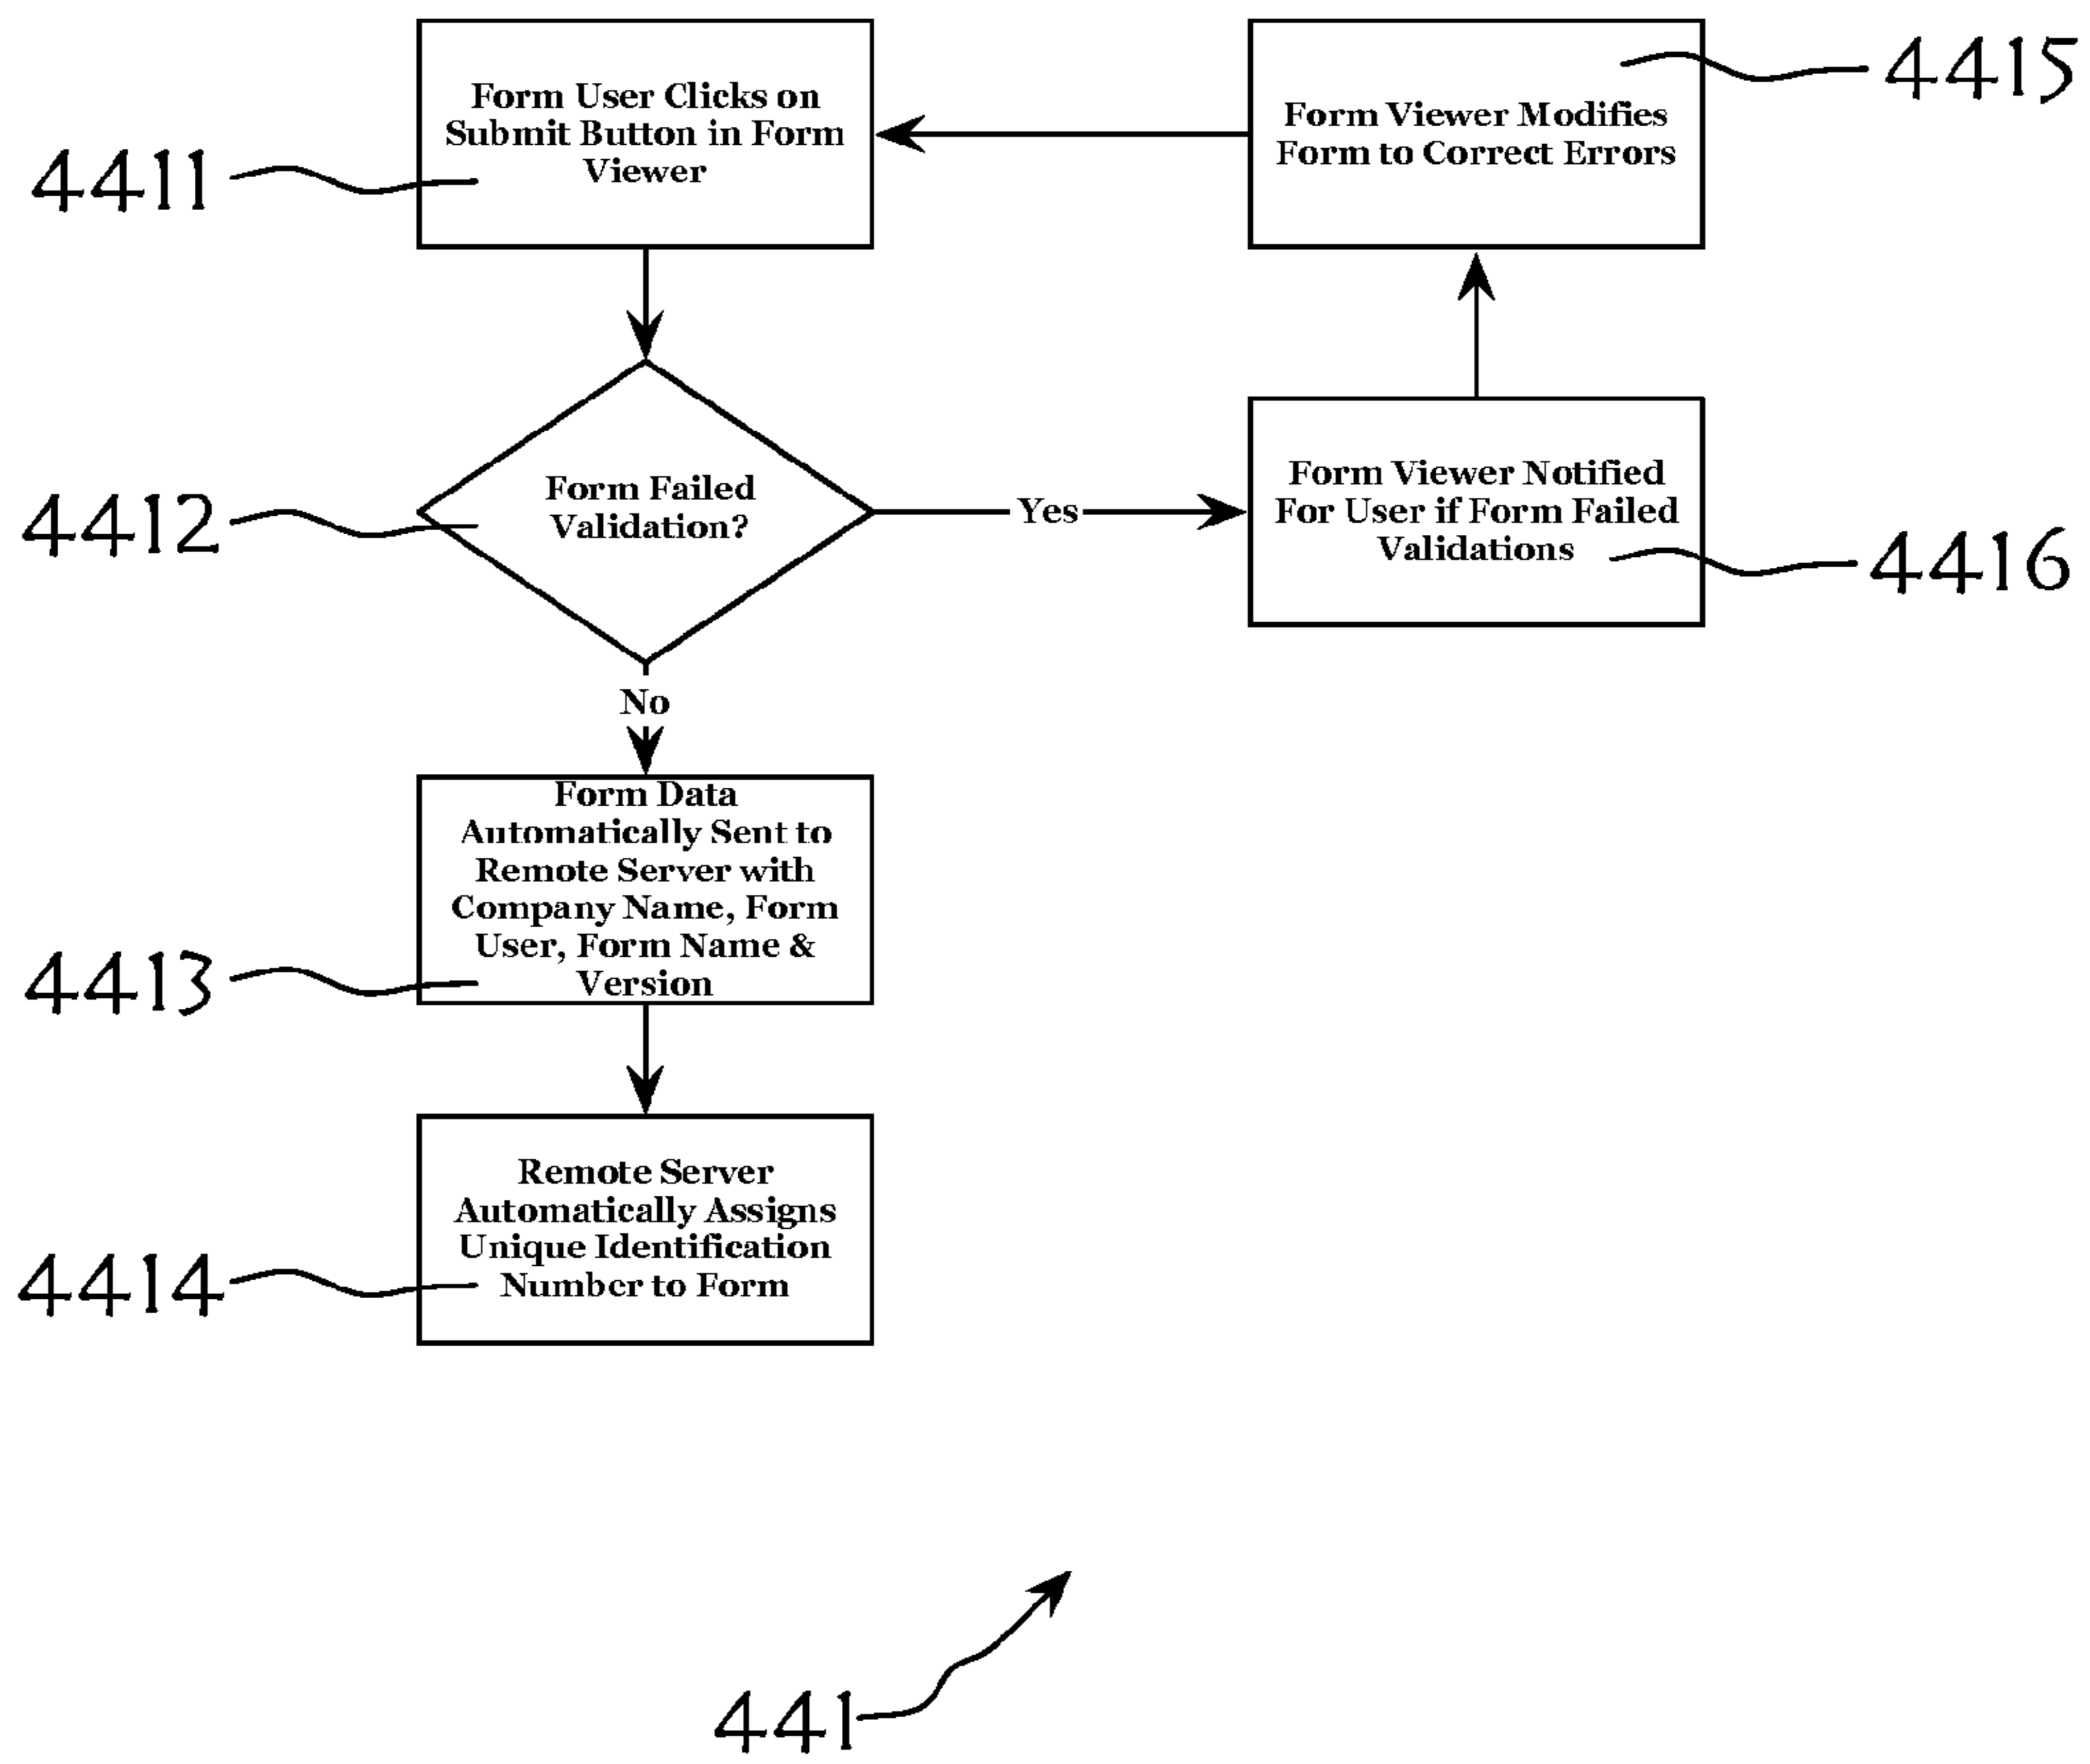 Form User Clicks on
Submit Button in Form
Viewer
4411
Form Viewer Modifies
Form to Correct Errors
4415
Form Failed
Validation?
4412
Yes
Form Viewer Notified
For User if Form Failed
Validations
4416
No
Form Data
Automatically Sent to
Remote Server with
Company Name, Form
User, Form Name &
Version
4413
Remote Server
Automatically Assigns
Unique Identification
Number to Form
4414
441